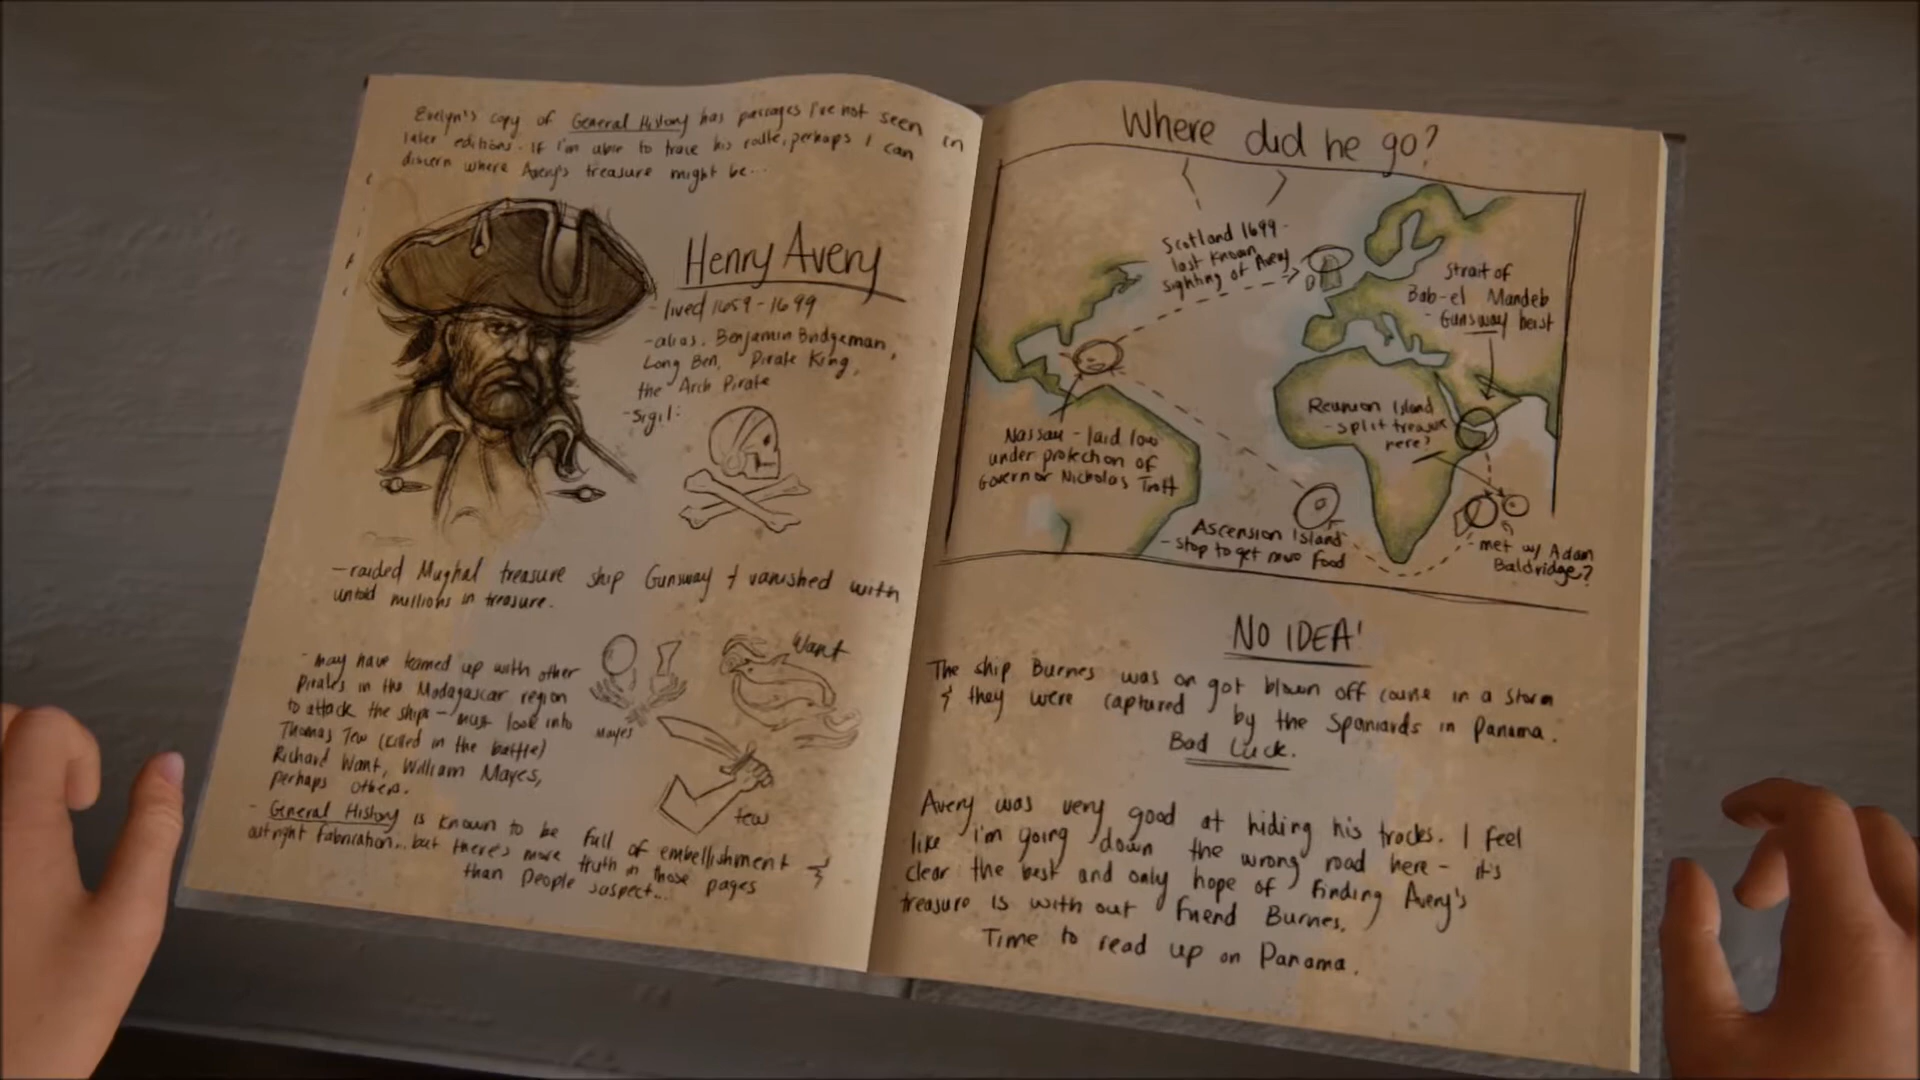 Evelyn's copy of General History has passages I've not seen in
later editions. If I'm able to trace his route, perhaps I can
discern where Avery's treasure might be...
Henry Avery
- lived 1659-1699
- alias. Benjamin Bridgeman,
Long Ben, Pirate King,
the Arch Pirate
- Sigil:
- raided Mughal treasure ship Gunsway & vanished with
untold millions in treasure.
- may have teamed up with other
pirates in the Madagascar region
to attack the ships - must look into
Thomas Tew (killed in the battle)
Richard Want, William Mayes,
perhaps others.
Want
Mayes
Tew
- General History is known to be full of embellishment &
outright fabrication... but there's more truth in those pages
than people suspect...
Where did he go?
Scotland 1699 -
last known
sighting of Avery
Strait of
Bab-el Mandeb
- Gunsway heist
Reunion Island
- split treasure
here?
Nassau - laid low
under protection of
Governor Nicholas Trott
Ascension Island
- stop to get more food
- met w/ Adam
Baldridge?
NO IDEA!
The ship Burnes was on got blown off course in a storm
& they were captured by the Spaniards in Panama.
Bad Luck.
Avery was very good at hiding his tracks. I feel
like i'm going down the wrong road here - it's
clear the best and only hope of finding Avery's
treasure is with our friend Burnes.
Time to read up on Panama.